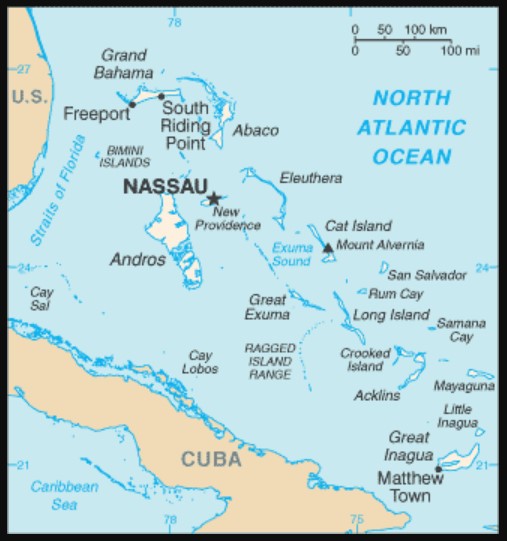 78
0 50 100 km
0 50 100 mi
27
Grand
Bahama
U.S.
NORTH
ATLANTIC
OCEAN
Freeport
South
Riding
Point
Abaco
BIMINI
ISLANDS
Straits of Florida
NASSAU
Eleuthera
New
Providence
Cat Island
Mount Alvernia
Exuma
Sound
Andros
24
24
San Salvador
Rum Cay
Cay
Sal
Great
Exuma
Long Island
Samana
Cay
RAGGED
ISLAND
RANGE
Crooked
Island
Cay
Lobos
Acklins
Mayaguna
Little
Inagua
Great
Inagua
CUBA
21
21
Matthew
Town
Caribbean
Sea
78
75